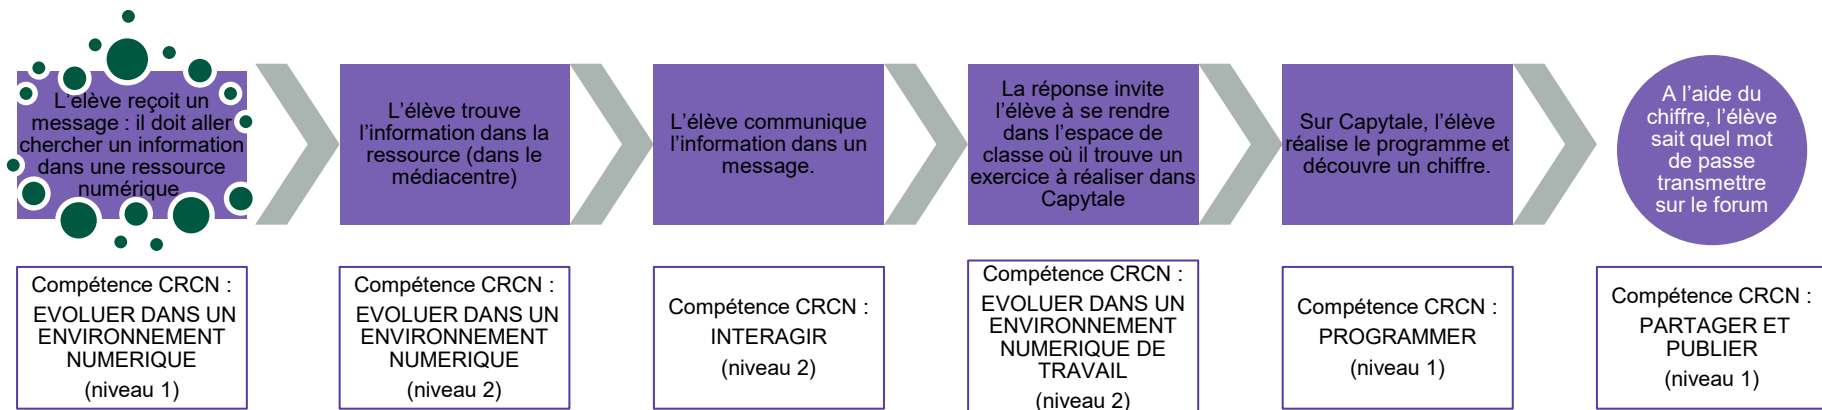 L'élève reçoit un
message : il doit aller
chercher un information
dans une ressource
numérique
L'élève trouve
l'information dans la
ressource (dans le
médiacentre)
L'élève communique
l'information dans un
message.
La réponse invite
l'élève à se rendre
dans l'espace de
classe où il trouve un
exercice à réaliser dans
Capytale
Sur Capytale, l'élève
réalise le programme et
découvre un chiffre.
A l'aide du
chiffre, l'élève
sait quel mot
de passe
transmettre
sur le forum
Compétence CRCN :
EVOLUER DANS UN
ENVIRONNEMENT
NUMERIQUE
(niveau 1)
Compétence CRCN :
EVOLUER DANS UN
ENVIRONNEMENT
NUMERIQUE
(niveau 2)
Compétence CRCN :
INTERAGIR
(niveau 2)
Compétence CRCN :
EVOLUER DANS UN
ENVIRONNEMENT
NUMERIQUE DE
TRAVAIL
(niveau 2)
Compétence CRCN :
PROGRAMMER
(niveau 1)
Compétence CRCN :
PARTAGER ET
PUBLIER
(niveau 1)